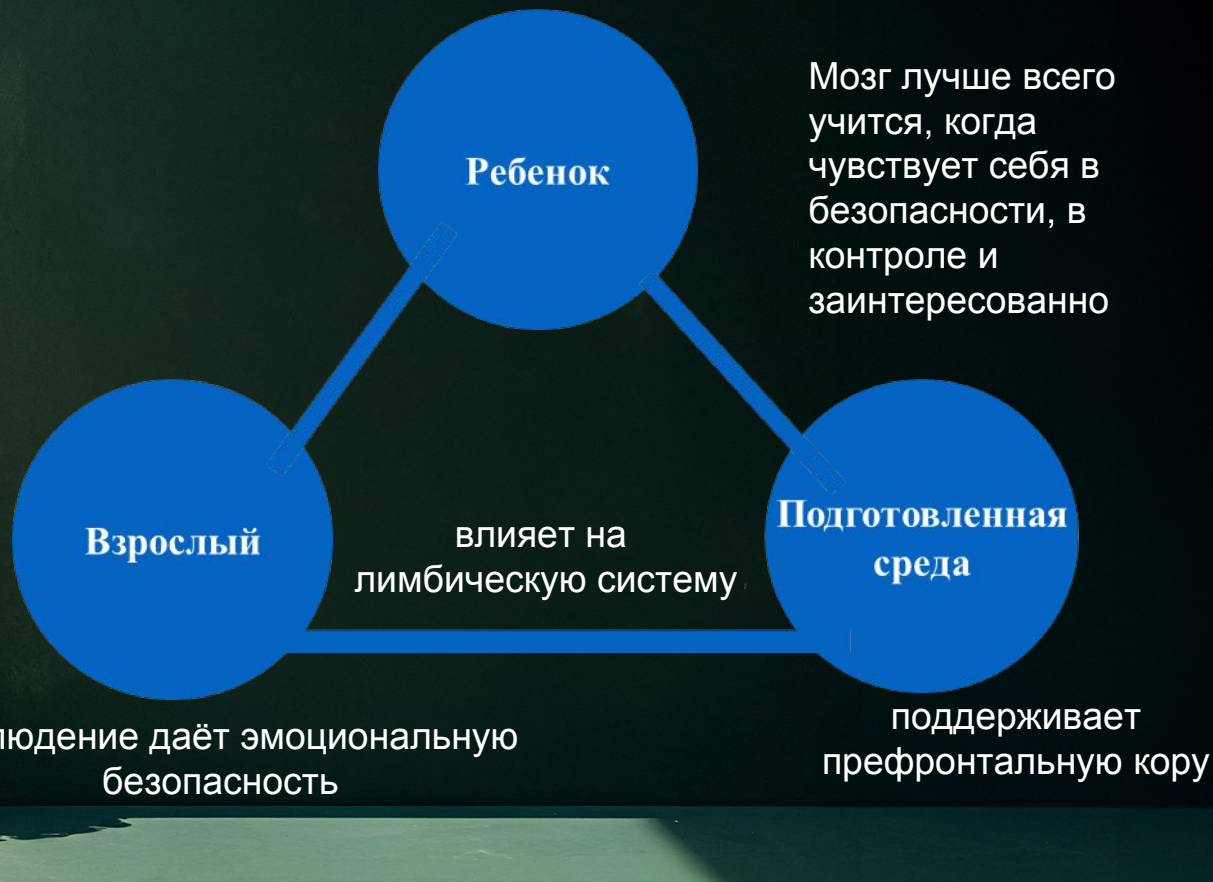 Ребенок
Мозг лучше всего
учится, когда
чувствует себя в
безопасности, в
контроле и
заинтересованно
Взрослый
влияет на
лимбическую систему
Подготовленная
среда
даёт эмоциональную
безопасность
поддерживает
префронтальную кору